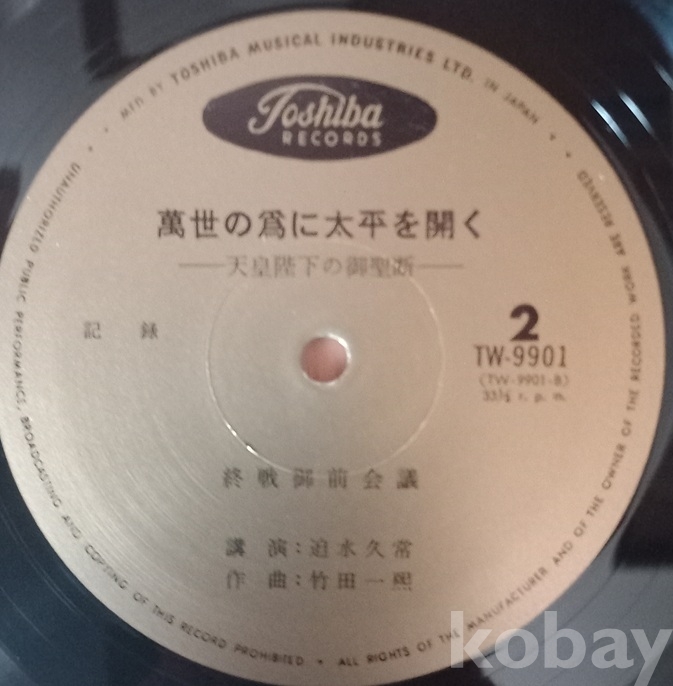 MFD BY TOSHIBA MUSICAL INDUSTRIES LTD. IN JAPAN
Toshiba
RECORDS
萬世の爲に太平を開く
——天皇陛下の御聖断——
記 録
2
TW-9901
(TW-9901-B)
33⅓ r. p. m.
終戦御前会議
講 演：迫水久常
作 曲：竹田一熙
UNAUTHORIZED PUBLIC PERFORMANCE, BROADCASTING AND COPYING OF THIS RECORD PROHIBITED • ALL RIGHTS OF THE MANUFACTURER AND OF THE OWNER OF THE RECORDED WORK ARE RESERVED
kobay